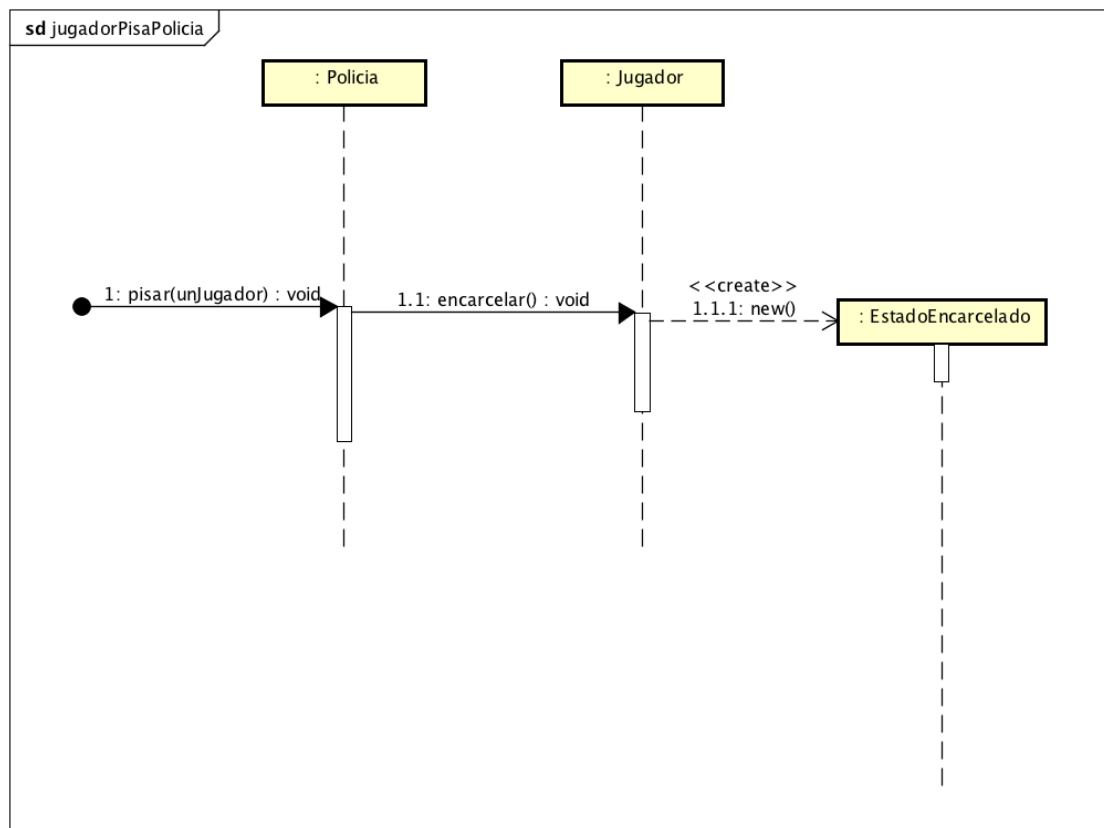 sd jugadorPisaPolicia
: Policia
: Jugador
1: pisar(unJugador) : void
1.1: encarcelar() : void
<<create>>
1.1.1: new()
: EstadoEncarcelado